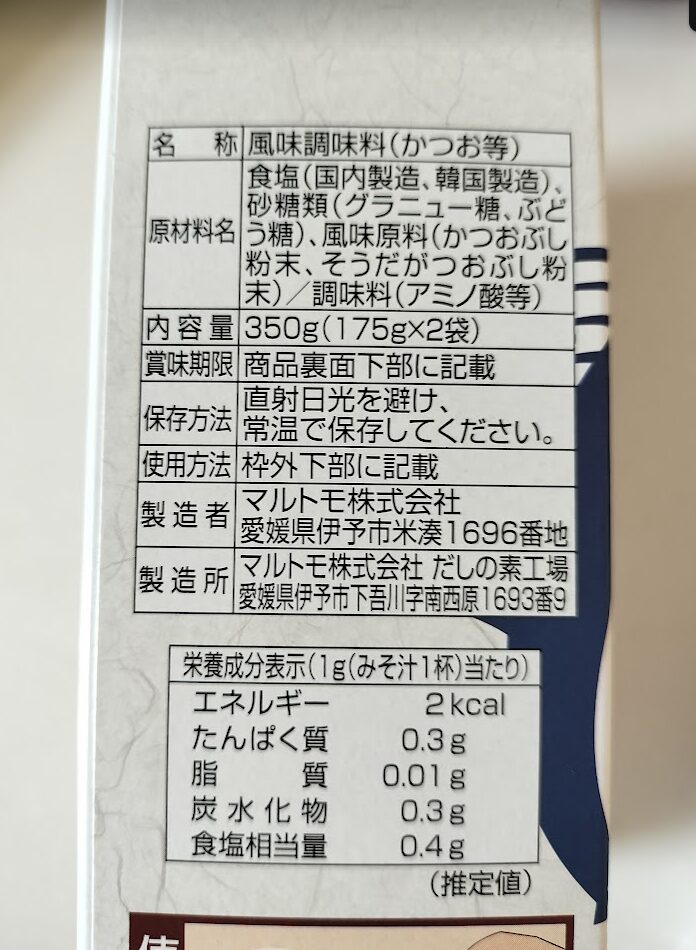 名称 風味調味料(かつお等)
原材料名 食塩(国内製造、韓国製造)、
砂糖類(グラニュー糖、ぶど
う糖)、風味原料(かつおぶし
粉末、そうだがつおぶし粉
末)/調味料(アミノ酸等)
内容量 350g(175g×2袋)
賞味期限 商品裏面下部に記載
保存方法 直射日光を避け、
常温で保存してください。
使用方法 枠外下部に記載
製造者 マルトモ株式会社
愛媛県伊予市米湊1696番地
製造所 マルトモ株式会社 だしの素工場
愛媛県伊予市下吾川字南西原1693番9
栄養成分表示(1g(みそ汁1杯)当たり)
エネルギー 2kcal
たんぱく質 0.3g
脂質 0.01g
炭水化物 0.3g
食塩相当量 0.4g
(推定値)